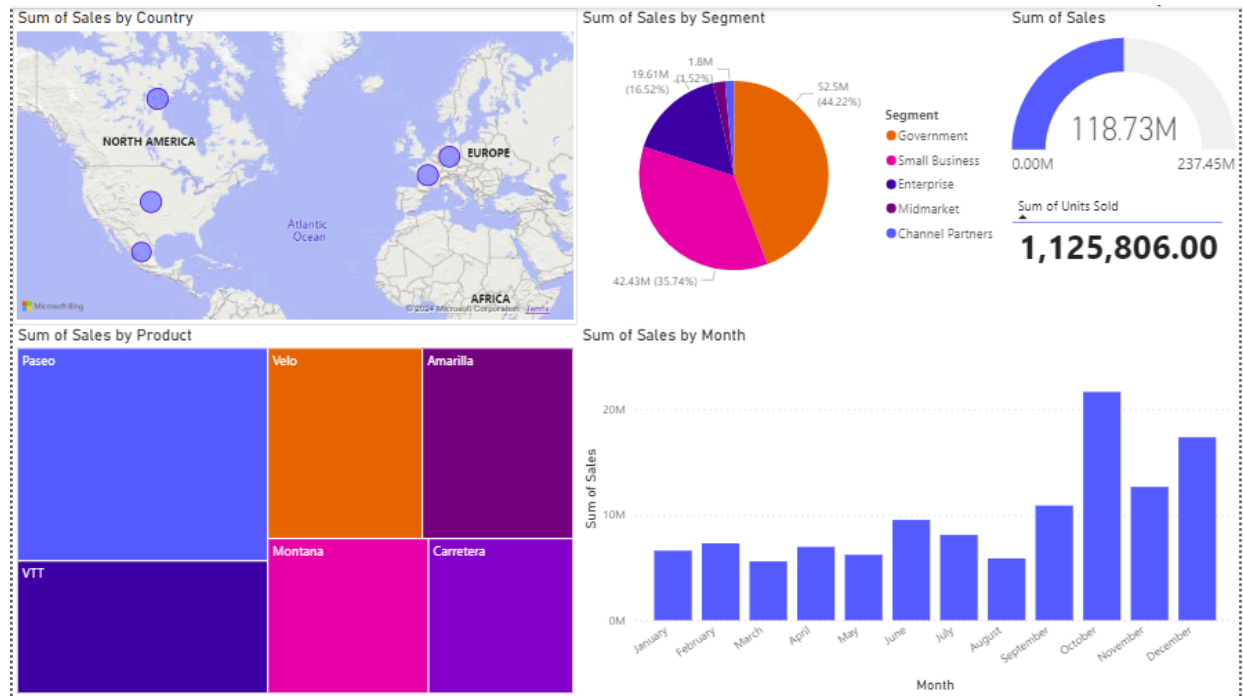 Sum of Sales by Country
NORTH AMERICA
EUROPE
Atlantic
Ocean
AFRICA
Microsoft Bing
© 2024 Microsoft Corporation Terms
Sum of Sales by Segment
1.8M
(1.52%)
19.61M
(16.52%)
52.5M
(44.22%)
42.43M (35.74%)
Segment
Government
Small Business
Enterprise
Midmarket
Channel Partners
Sum of Sales
118.73M
0.00M
237.45M
Sum of Units Sold
1,125,806.00
Sum of Sales by Product
Paseo
Velo
Amarilla
VTT
Montana
Carretera
Sum of Sales by Month
Sum of Sales
20M
10M
0M
January
February
March
April
May
June
July
August
September
October
November
December
Month